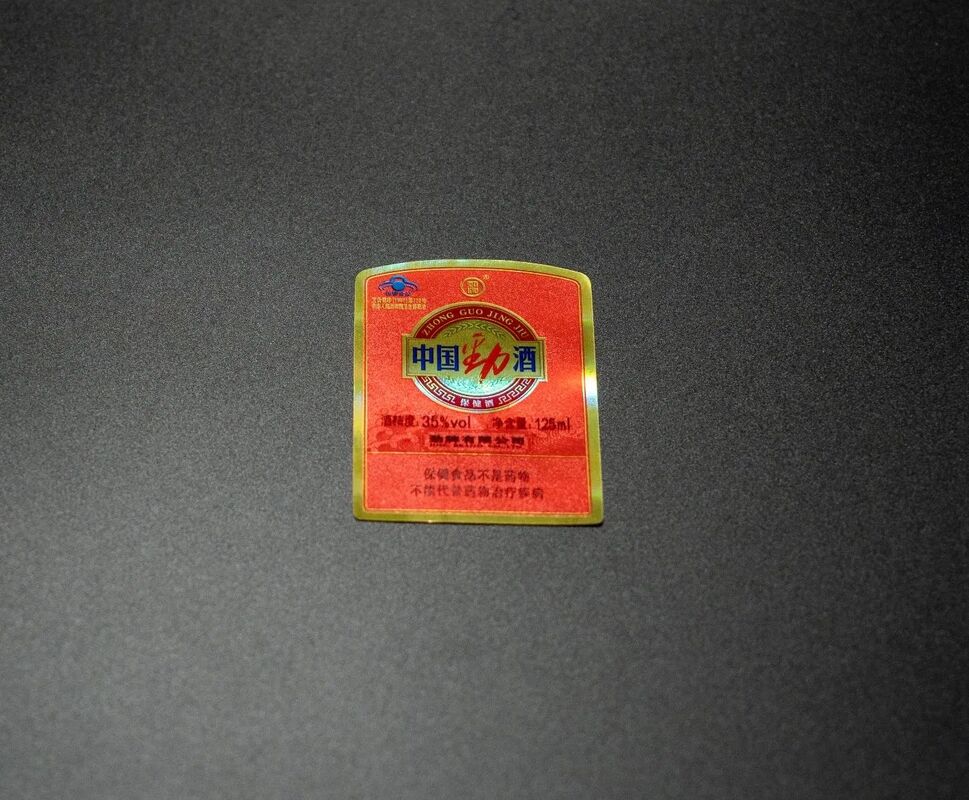 ZHONG GUO JING JIU
中国劲酒
保健酒
酒精度:35%vol 净含量:125ml
劲牌有限公司
保健食品不是药物
不能代替药物治疗疾病